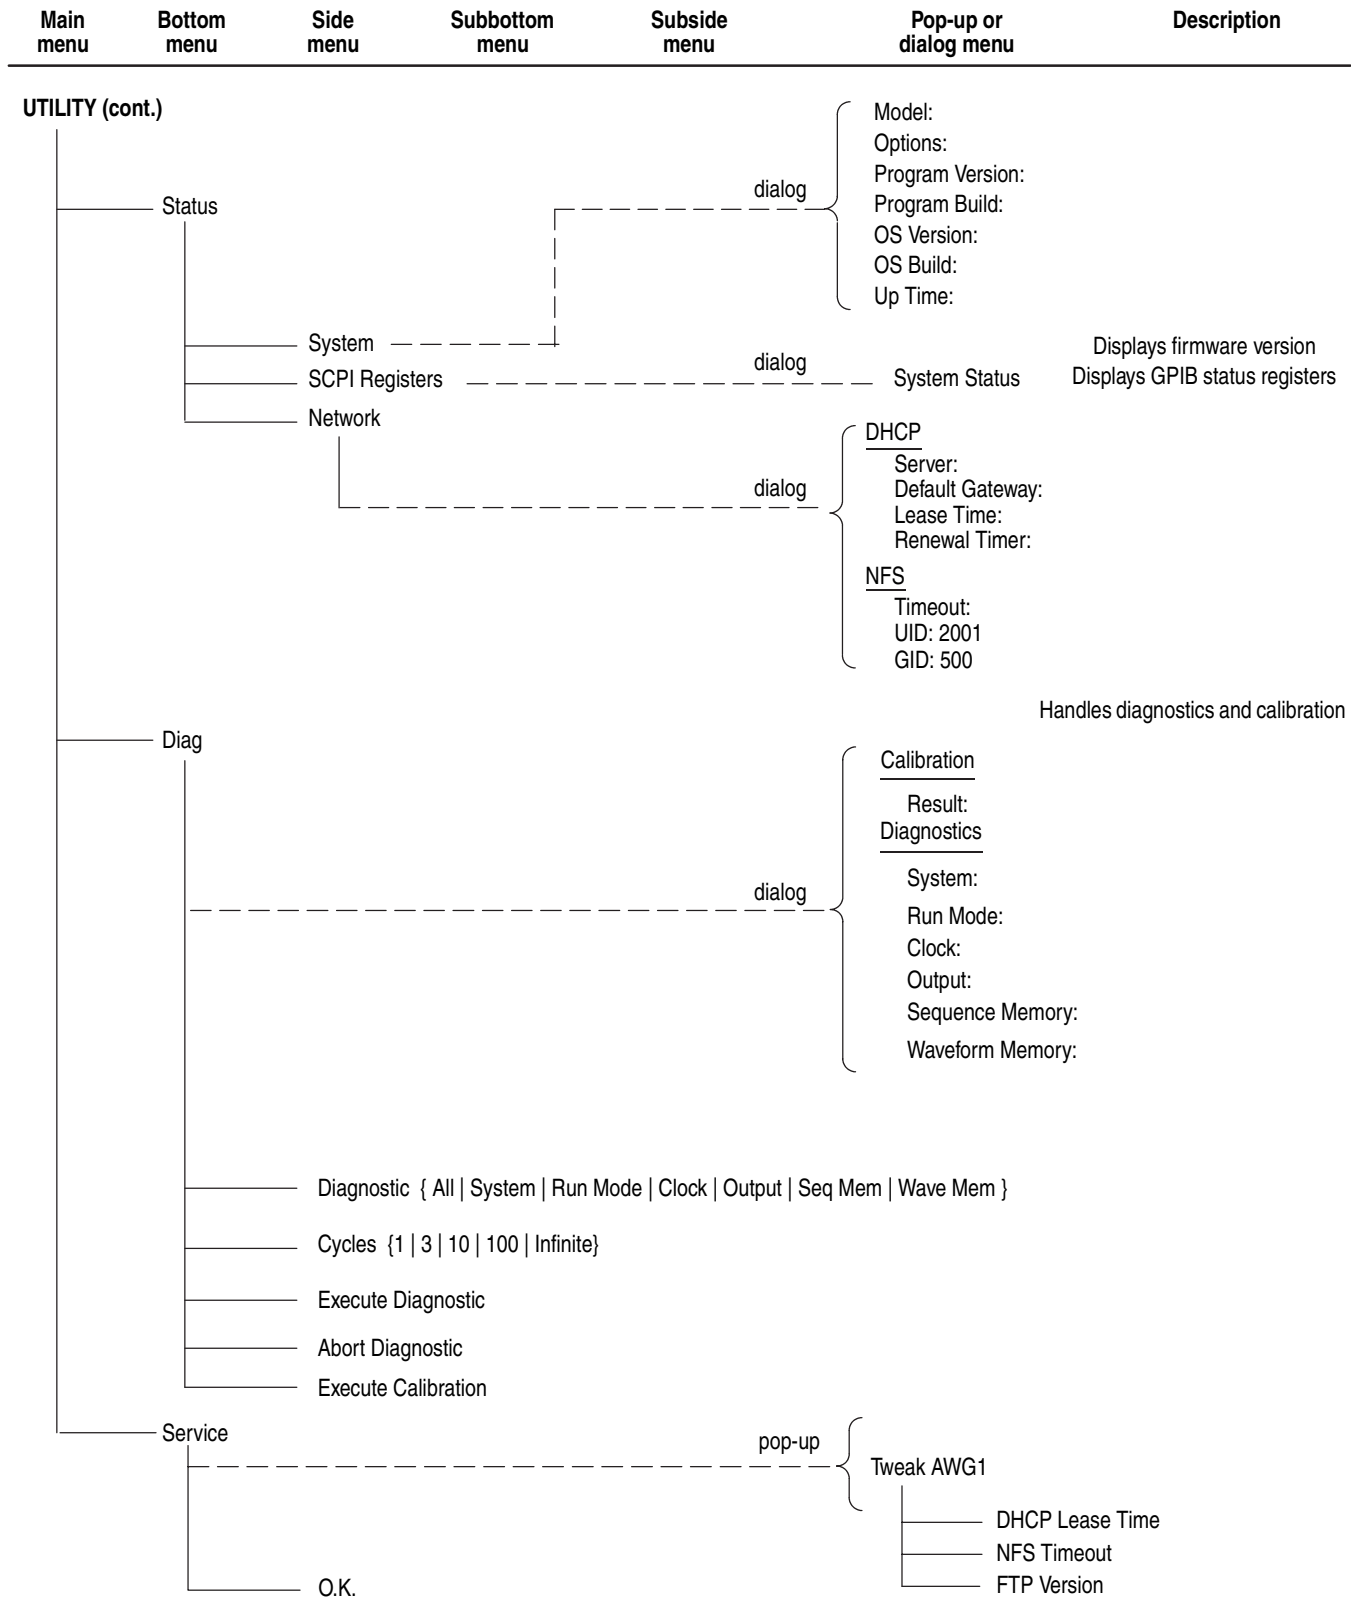 Main menu
Bottom menu
Side menu
Subbottom menu
Subside menu
Pop-up or dialog menu
Description
UTILITY (cont.)
Model:
Options:
Program Version:
dialog
Status
Program Build:
OS Version:
OS Build:
Up Time:
System
Displays firmware version
dialog
SCPI Registers
System Status
Displays GPIB status registers
Network
DHCP
Server:
dialog
Default Gateway:
Lease Time:
Renewal Timer:
NFS
Timeout:
UID: 2001
GID: 500
Handles diagnostics and calibration
Diag
Calibration
Result:
Diagnostics
System:
dialog
Run Mode:
Clock:
Output:
Sequence Memory:
Waveform Memory:
Diagnostic { All | System | Run Mode | Clock | Output | Seq Mem | Wave Mem }
Cycles {1 | 3 | 10 | 100 | Infinite}
Execute Diagnostic
Abort Diagnostic
Execute Calibration
Service
pop-up
Tweak AWG1
DHCP Lease Time
NFS Timeout
FTP Version
O.K.